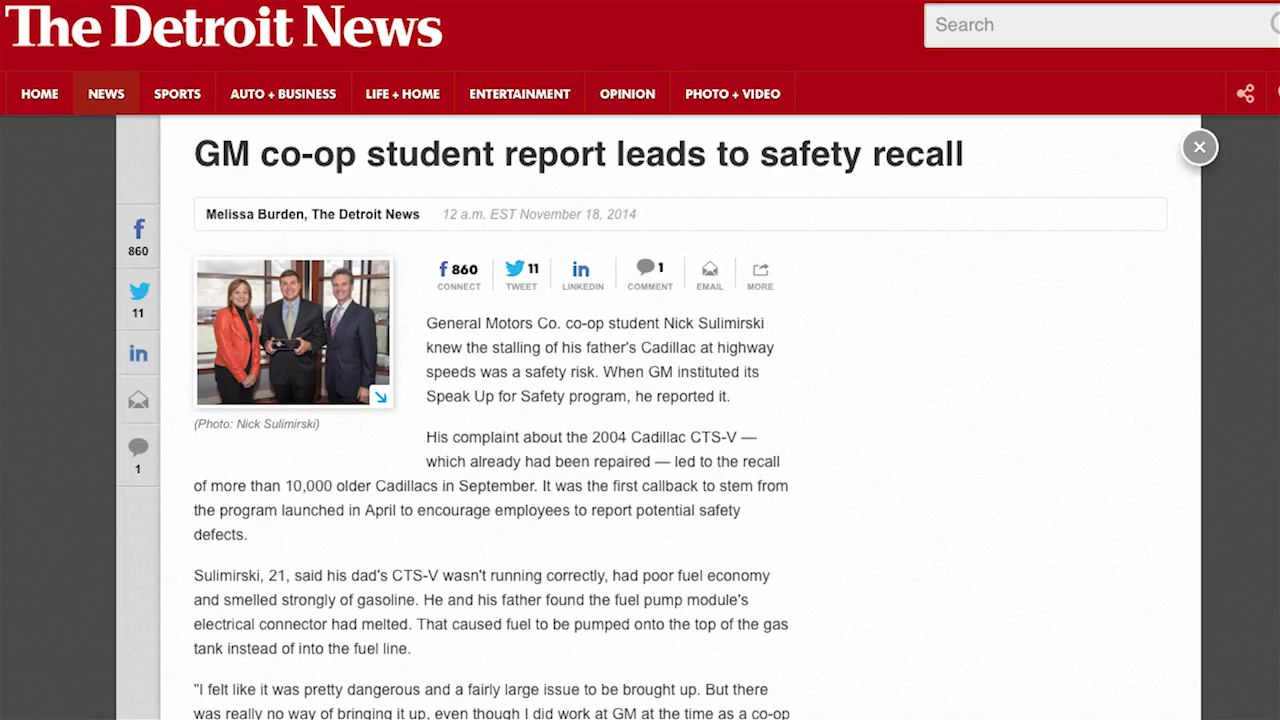 The Detroit News
Search
HOME NEWS SPORTS AUTO + BUSINESS LIFE + HOME ENTERTAINMENT OPINION PHOTO + VIDEO
GM co-op student report leads to safety recall
Melissa Burden, The Detroit News 12 a.m. EST November 18, 2014
860
11
1
(Photo: Nick Sulimirski)
860 11 1
CONNECT TWEET LINKEDIN COMMENT EMAIL MORE
General Motors Co. co-op student Nick Sulimirski
knew the stalling of his father's Cadillac at highway
speeds was a safety risk. When GM instituted its
Speak Up for Safety program, he reported it.
His complaint about the 2004 Cadillac CTS-V —
which already had been repaired — led to the recall
of more than 10,000 older Cadillacs in September. It was the first callback to stem from
the program launched in April to encourage employees to report potential safety
defects.
Sulimirski, 21, said his dad's CTS-V wasn't running correctly, had poor fuel economy
and smelled strongly of gasoline. He and his father found the fuel pump module's
electrical connector had melted. That caused fuel to be pumped onto the top of the gas
tank instead of into the fuel line.
"I felt like it was pretty dangerous and a fairly large issue to be brought up. But there
was really no way of bringing it up, even though I did work at GM at the time as a co-op